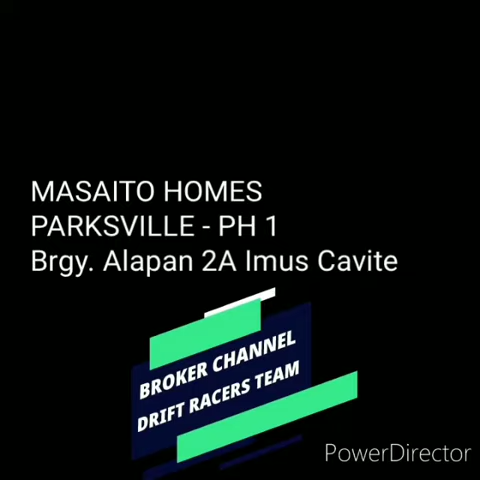 MASAITO HOMES
PARKSVILLE - PH 1
Brgy. Alapan 2A Imus Cavite
BROKER CHANNEL
DRIFT RACERS TEAM
PowerDirector